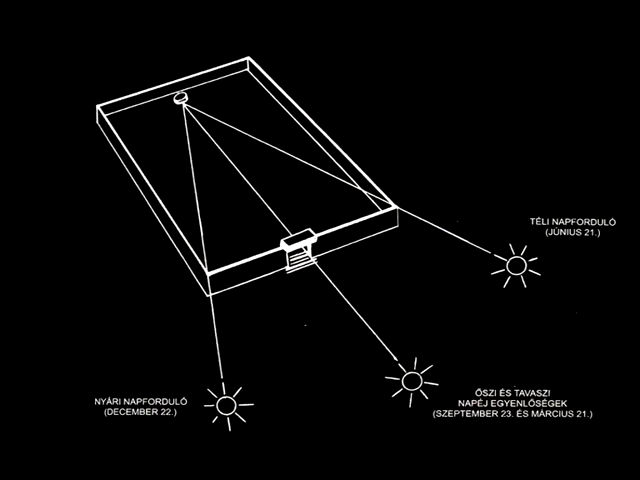 TÉLI NAPFORDULÓ
(JÚNIUS 21.)
NYÁRI NAPFORDULÓ
(DECEMBER 22.)
ŐSZI ÉS TAVASZI
NAPÉJ EGYENLŐSÉGEK
(SZEPTEMBER 23. ÉS MÁRCIUS 21.)